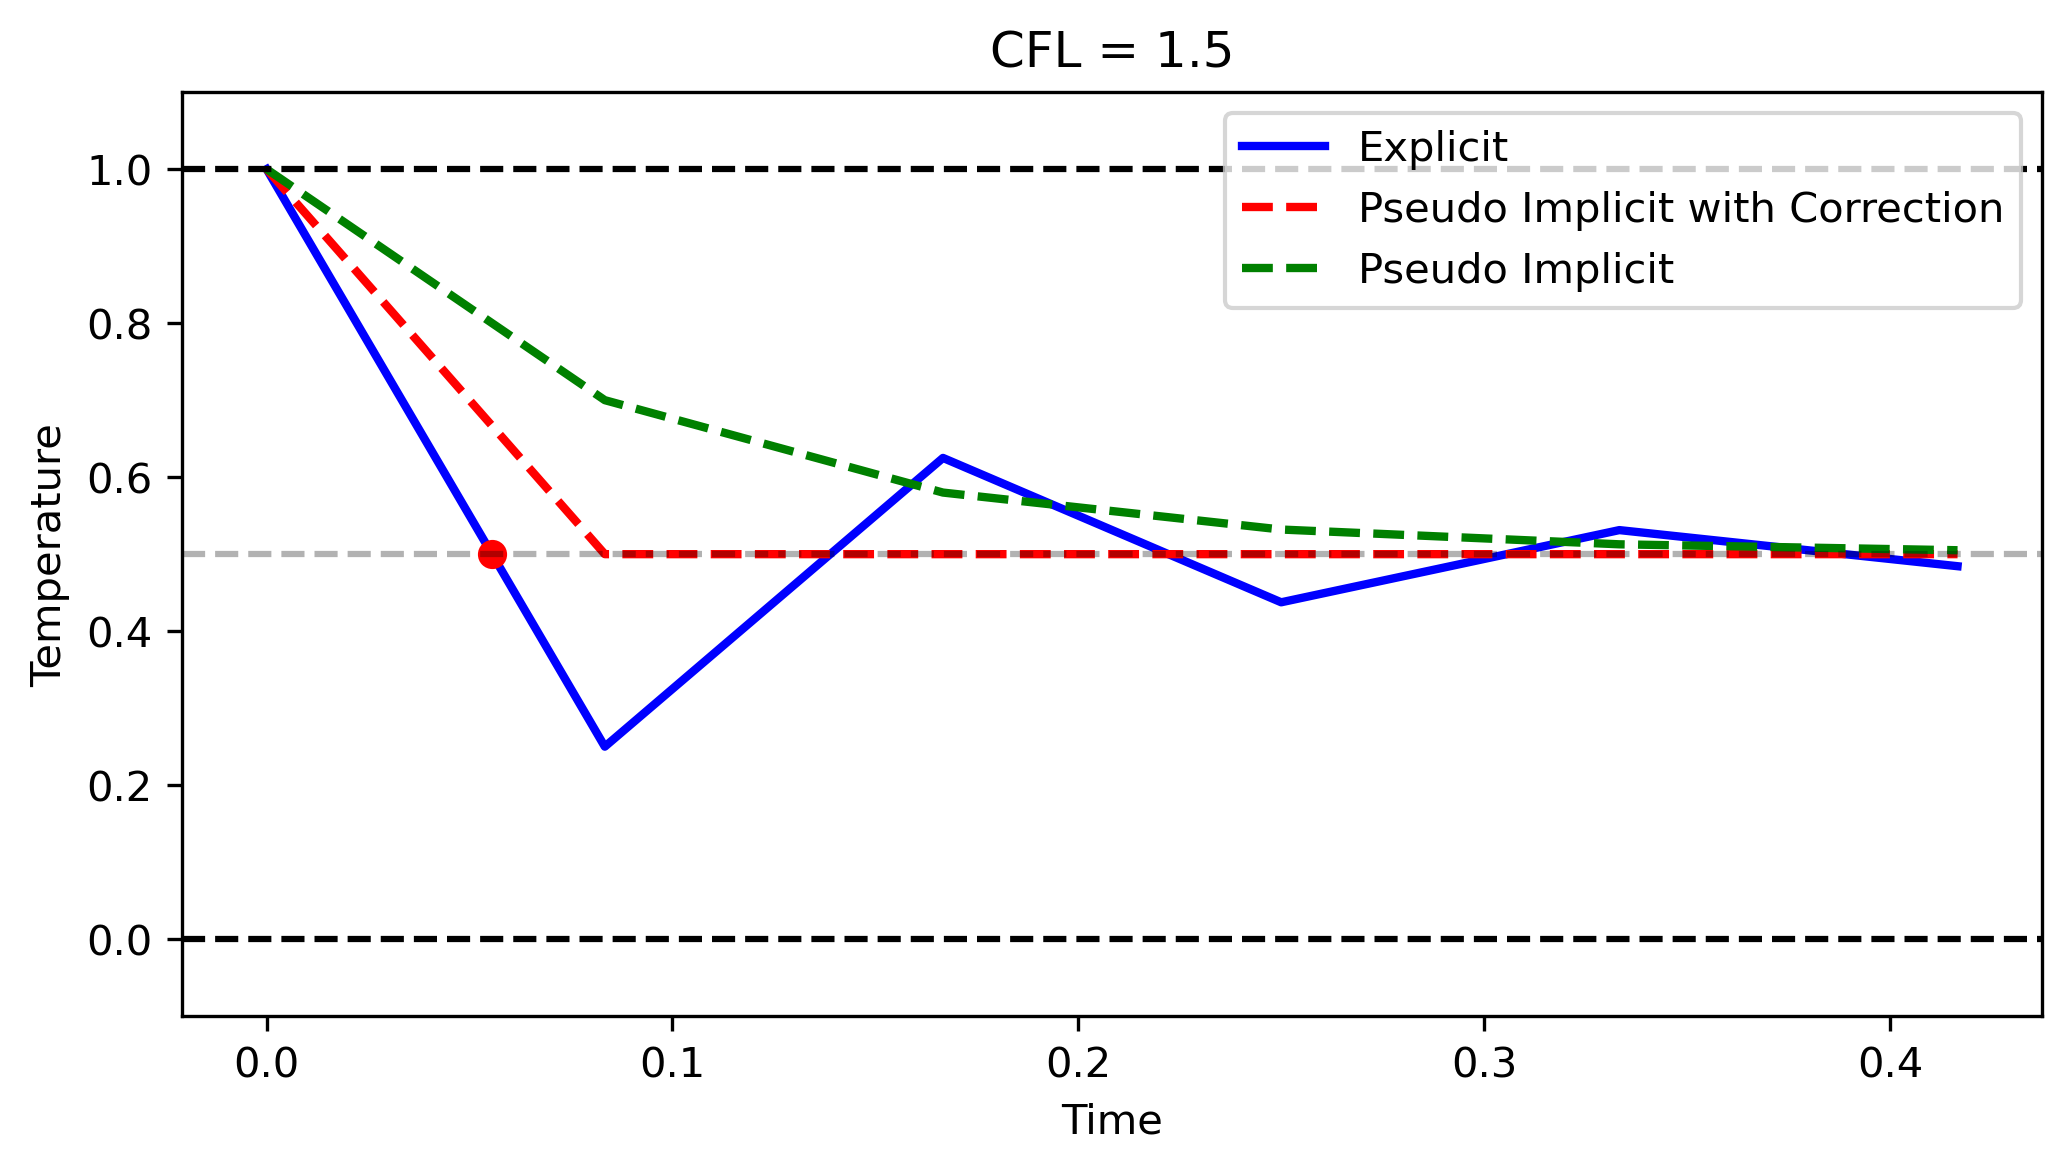 CFL = 1.5
Explicit
Pseudo Implicit with Correction
Pseudo Implicit
1.0
0.8
0.6
0.4
0.2
0.0
Temperature
0.0 0.1 0.2 0.3 0.4
Time